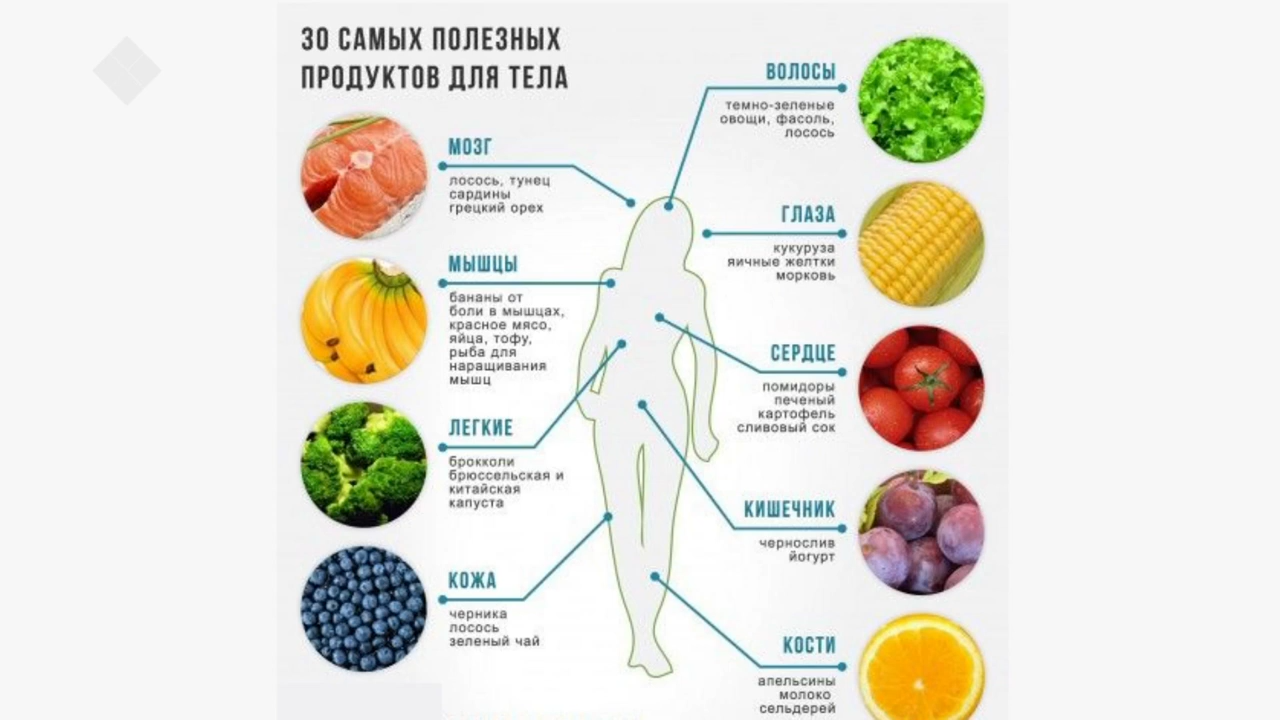 30 САМЫХ ПОЛЕЗНЫХ
ПРОДУКТОВ ДЛЯ ТЕЛА
МОЗГ
лосось, тунец
сардины
грецкий орех
МЫШЦЫ
бананы от
боли в мышцах,
красное мясо,
яйца, тофу,
рыба для
наращивания
мышц
ЛЕГКИЕ
брокколи
брюссельская и
китайская
капуста
КОЖА
черника
лосось
зеленый чай
ВОЛОСЫ
темно-зеленые
овощи, фасоль,
лосось
ГЛАЗА
кукуруза
яичные желтки
морковь
СЕРДЦЕ
помидоры
печеный
картофель
сливовый сок
КИШЕЧНИК
чернослив
йогурт
КОСТИ
апельсины
молоко
сельдерей